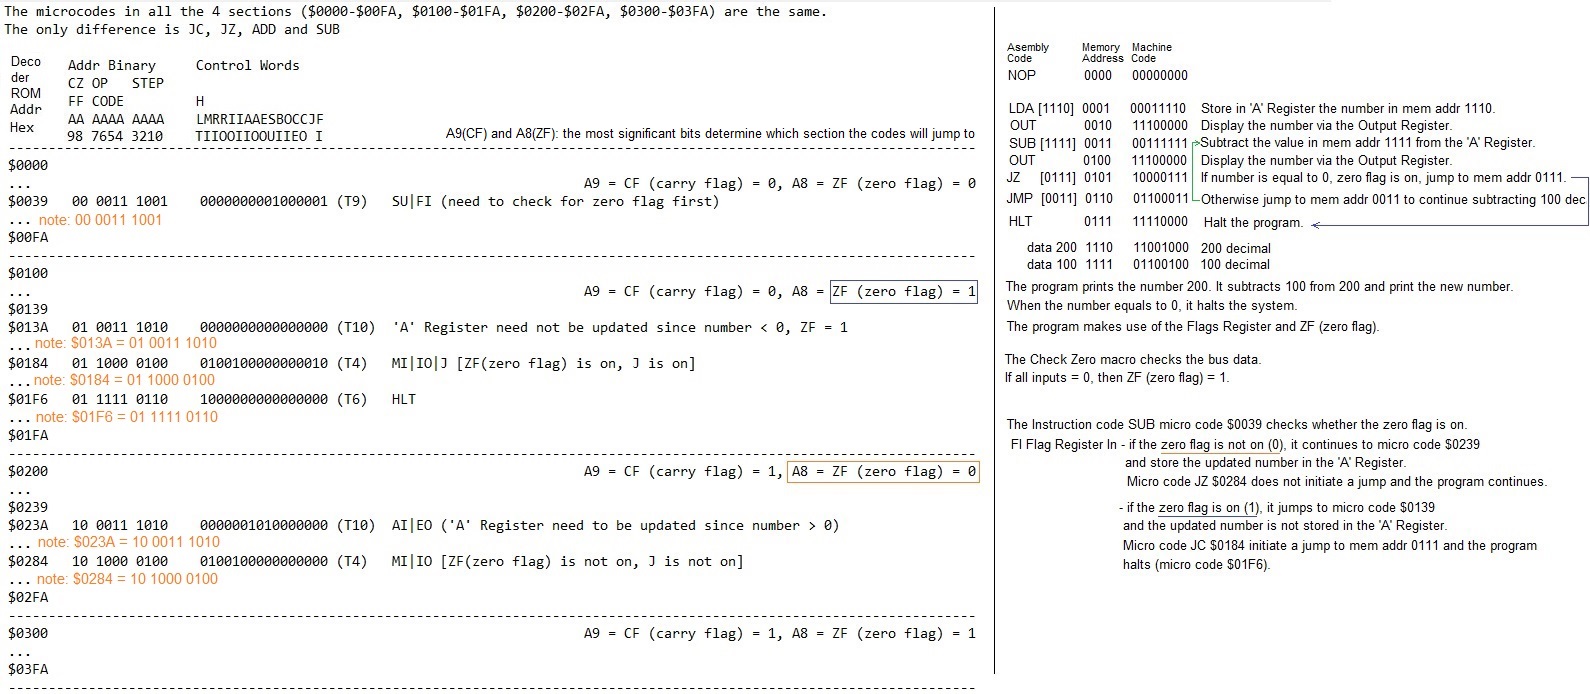 The microcodes in all the 4 sections ($0000-$00FA, $0100-$01FA, $0200-$02FA, $0300-$03FA) are the same.
The only difference is JC, JZ, ADD and SUB
Deco Addr Binary Control Words
der CZ OP STEP
ROM FF CODE H
Addr AA AAAA AAAA LMRRIIAAESBOCCJF
Hex 98 7654 3210 TIIOOIIOOUIIEO I A9(CF) and A8(ZF): the most significant bits determine which section the codes will jump to
$0000
... A9 = CF (carry flag) = 0, A8 = ZF (zero flag) = 0
$0039 00 0011 1001 0000000001000001 (T9) SU|FI (need to check for zero flag first)
... note: 00 0011 1001
$00FA
$0100
... A9 = CF (carry flag) = 0, A8 = ZF (zero flag) = 1
$0139
$013A 01 0011 1010 0000000000000000 (T10) 'A' Register need not be updated since number < 0, ZF = 1
... note: $013A = 01 0011 1010
$0184 01 1000 0100 0100100000000010 (T4) MI|IO|J [ZF(zero flag) is on, J is on]
... note: $0184 = 01 1000 0100
$01F6 01 1111 0110 1000000000000000 (T6) HLT
... note: $01F6 = 01 1111 0110
$01FA
$0200 A9 = CF (carry flag) = 1, A8 = ZF (zero flag) = 0
...
$0239
$023A 10 0011 1010 0000001010000000 (T10) AI|EO ('A' Register need to be updated since number > 0)
... note: $023A = 10 0011 1010
$0284 10 1000 0100 0100100000000000 (T4) MI|IO [ZF(zero flag) is not on, J is not on]
... note: $0284 = 10 1000 0100
$02FA
$0300 A9 = CF (carry flag) = 1, A8 = ZF (zero flag) = 1
...
$03FA
Asembly Memory Machine
Code Address Code
NOP 0000 00000000
LDA [1110] 0001 00011110 Store in 'A' Register the number in mem addr 1110.
OUT 0010 11100000 Display the number via the Output Register.
SUB [1111] 0011 00111111 Subtract the value in mem addr 1111 from the 'A' Register.
OUT 0100 11100000 Display the number via the Output Register.
JZ [0111] 0101 10000111 If number is equal to 0, zero flag is on, jump to mem addr 0111.
JMP [0011] 0110 01100011 Otherwise jump to mem addr 0011 to continue subtracting 100 dec
HLT 0111 11110000 Halt the program.
data 200 1110 11001000 200 decimal
data 100 1111 01100100 100 decimal
The program prints the number 200. It subtracts 100 from 200 and print the new number.
When the number equals to 0, it halts the system.
The program makes use of the Flags Register and ZF (zero flag).
The Check Zero macro checks the bus data.
If all inputs = 0, then ZF (zero flag) = 1.
The Instruction code SUB micro code $0039 checks whether the zero flag is on.
FI Flag Register In - if the zero flag is not on (0), it continues to micro code $0239
and store the updated number in the 'A' Register.
Micro code JZ $0284 does not initiate a jump and the program continues.
- if the zero flag is on (1), it jumps to micro code $0139
and the updated number is not stored in the 'A' Register.
Micro code JC $0184 initiate a jump to mem addr 0111 and the program
halts (micro code $01F6).